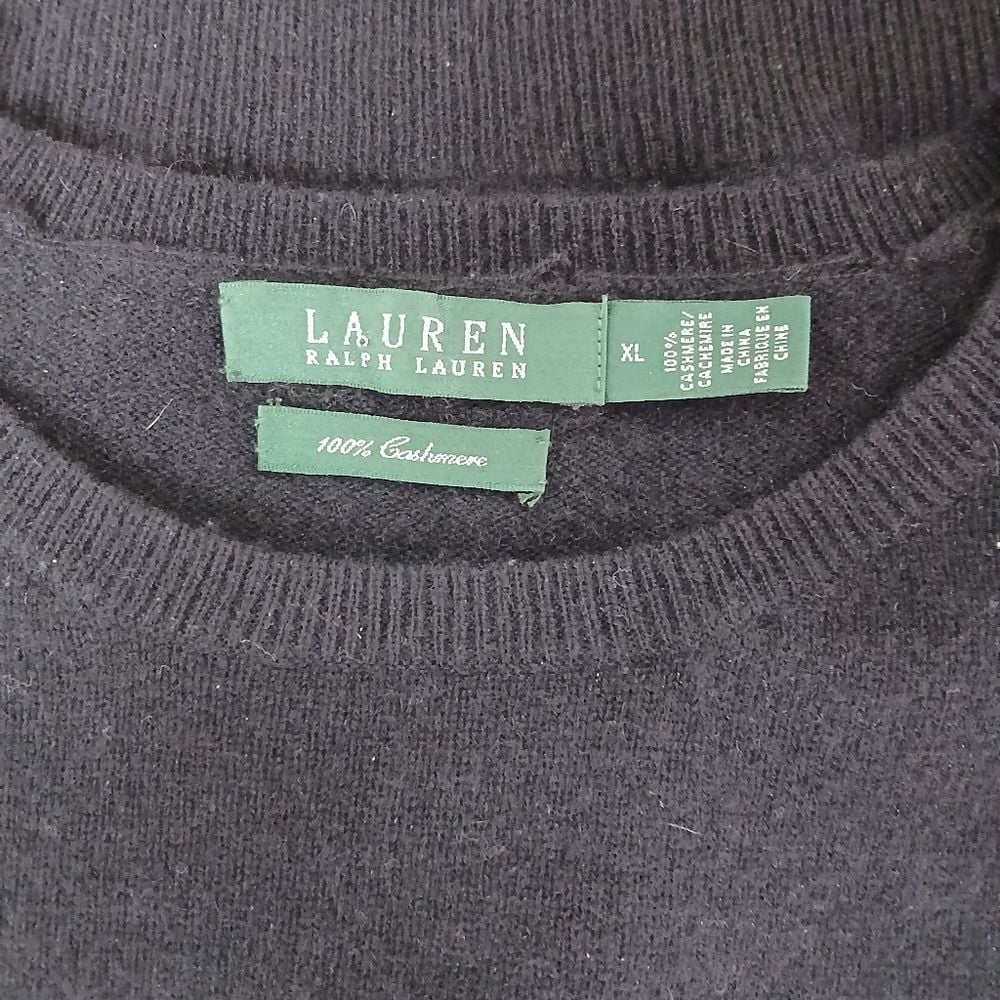 LAUREN
RALPH LAUREN
XL
100%
CASHMERE/
CACHEMIRE
MADE IN
CHINA
FABRIQUE EN
CHINE
100% Cashmere